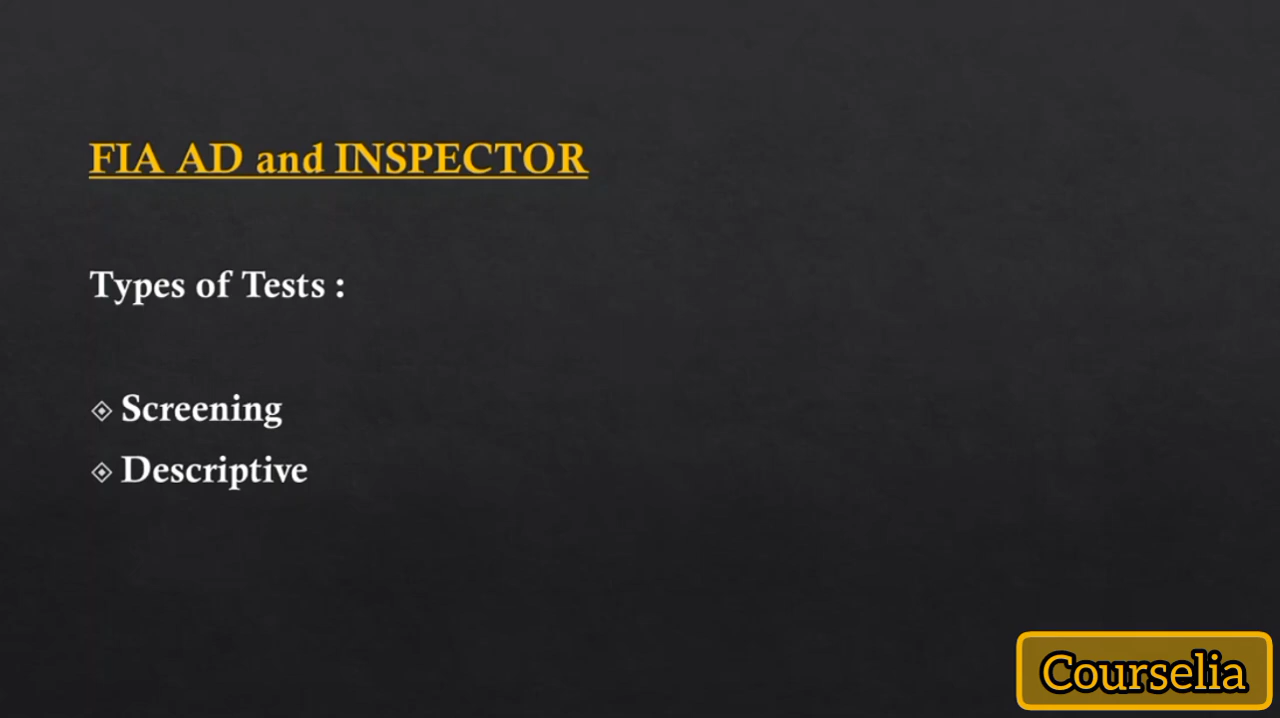 FIA AD and INSPECTOR
Types of Tests :
Screening
Descriptive
Courselia